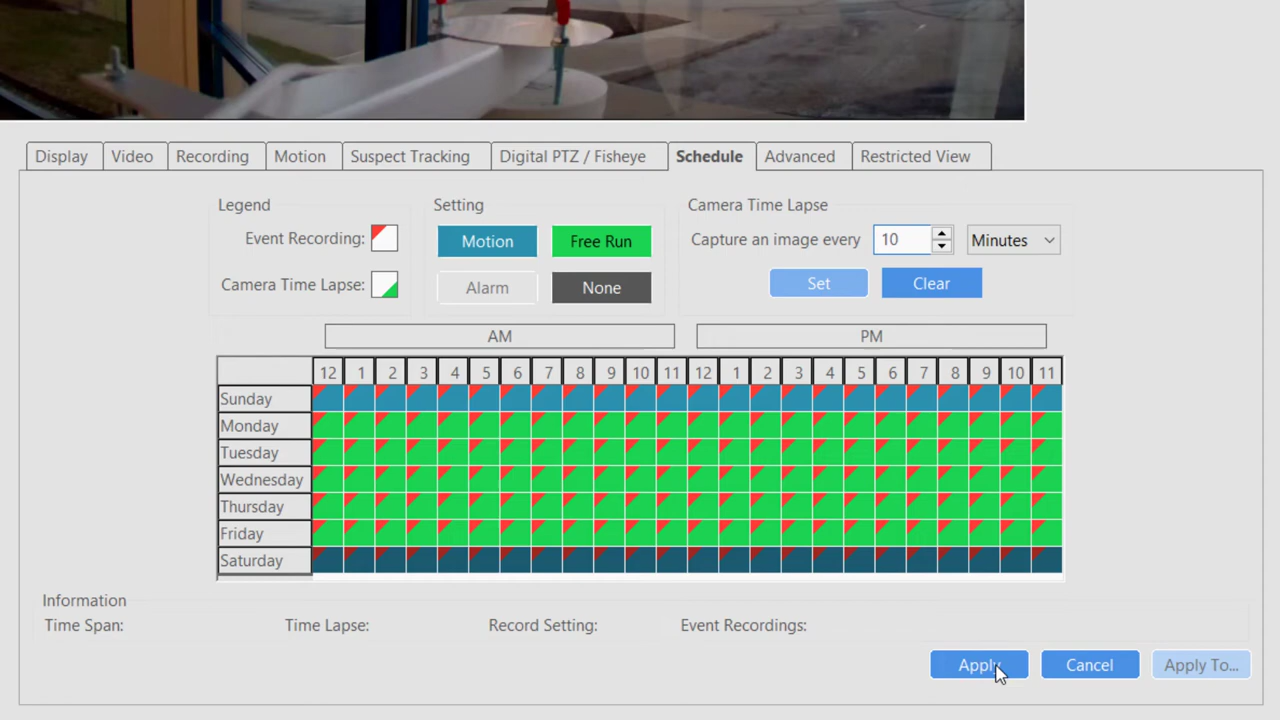 Display Video Recording Motion Suspect Tracking Digital PTZ / Fisheye Schedule Advanced Restricted View
Legend Setting Camera Time Lapse
Event Recording: Motion Free Run Capture an image every 10 Minutes
Camera Time Lapse: Alarm None Set Clear
AM PM
12 1 2 3 4 5 6 7 8 9 10 11 12 1 2 3 4 5 6 7 8 9 10 11
Sunday
Monday
Tuesday
Wednesday
Thursday
Friday
Saturday
Information
Time Span: Time Lapse: Record Setting: Event Recordings:
Apply Cancel Apply To...